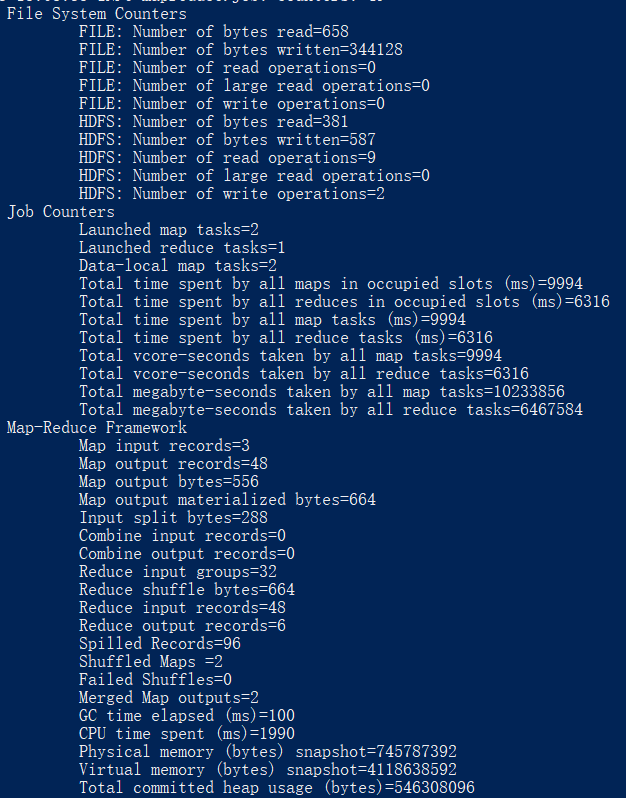 File System Counters
FILE: Number of bytes read=658
FILE: Number of bytes written=344128
FILE: Number of read operations=0
FILE: Number of large read operations=0
FILE: Number of write operations=0
HDFS: Number of bytes read=381
HDFS: Number of bytes written=587
HDFS: Number of read operations=9
HDFS: Number of large read operations=0
HDFS: Number of write operations=2
Job Counters
Launched map tasks=2
Launched reduce tasks=1
Data-local map tasks=2
Total time spent by all maps in occupied slots (ms)=9994
Total time spent by all reduces in occupied slots (ms)=6316
Total time spent by all map tasks (ms)=9994
Total time spent by all reduce tasks (ms)=6316
Total vcore-seconds taken by all map tasks=9994
Total vcore-seconds taken by all reduce tasks=6316
Total megabyte-seconds taken by all map tasks=10233856
Total megabyte-seconds taken by all reduce tasks=6467584
Map-Reduce Framework
Map input records=3
Map output records=48
Map output bytes=556
Map output materialized bytes=664
Input split bytes=288
Combine input records=0
Combine output records=0
Reduce input groups=32
Reduce shuffle bytes=664
Reduce input records=48
Reduce output records=6
Spilled Records=96
Shuffled Maps =2
Failed Shuffles=0
Merged Map outputs=2
GC time elapsed (ms)=100
CPU time spent (ms)=1990
Physical memory (bytes) snapshot=745787392
Virtual memory (bytes) snapshot=4118638592
Total committed heap usage (bytes)=546308096